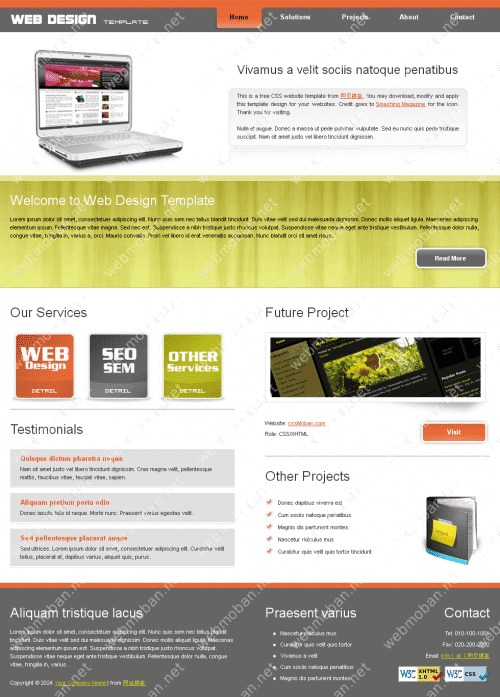 WEB DESIGN TEMPLATE
Home Solutions Projects About Contact
Vivamus a velit sociis natoque penatibus
This is a free CSS website template from 网页模板. You may download, modify and
apply this template design for your websites. Credit goes to Smashing Magazine for the icon.
Thank you for visiting.
Nulla et augue. Donec a massa ut pede pulvinar vulputate. Sed eu nunc quis pede tristique
suscipit. Nam sit amet justo vel libero tincidunt dignissim.
Welcome to Web Design Template
Lorem ipsum dolor sit amet, consectetuer adipiscing elit. Nunc quis sem nec tellus blandit tincidunt. Duis vitae velit sed dui malesuada dignissim. Donec mollis aliquet ligula. Maecenas adipiscing
elementum ipsum. Pellentesque vitae magna. Sed nec est. Suspendisse a nibh tristique justo rhoncus volutpat. Suspendisse vitae neque eget ante tristique vestibulum. Pellentesque dolor nulla,
congue vitae, fringilla in, varius a, orci. Mauris convallis. Proin vel libero id erat venenatis accumsan. Nunc blandit orci sit amet risus.
Read More
Our Services
WEB Design DETAIL
SEO SEM DETAIL
OTHER Services DETAIL
Testimonials
Quisque dictum pharetra neque
Nam sit amet justo vel libero tincidunt dignissim. Cras magna velit, pellentesque
mattis, faucibus vitae, feugiat vitae, sapien.
Aliquam pretium porta odio
Donec iaculis felis id neque. Morbi nunc. Praesent varius egestas velit.
Sed pellentesque placerat augue
Sed ultrices. Lorem ipsum dolor sit amet, consectetuer adipiscing elit. Curabitur velit
tellus, placerat at, dapibus varius, aliquet quis, purus.
Future Project
Website: cssMoban.com
Role: CSS/XHTML
Visit
Other Projects
Donec dapibus viverra est
Cum sociis natoque penatibus
Magnis dis parturient montes
Nascetur ridiculus mus
Curabitur quis velit quis tortor tincidunt
Aliquam tristique lacus
Lorem ipsum dolor sit amet, consectetuer adipiscing elit. Nunc quis sem nec tellus blandit
tincidunt. Duis vitae velit sed dui malesuada dignissim. Donec mollis aliquet ligula. Maecenas
adipiscing elementum ipsum. Pellentesque vitae magna. Sed nec est.
Suspendisse a nibh tristique justo rhoncus volutpat.
Suspendisse vitae neque eget ante tristique vestibulum. Pellentesque dolor nulla, congue
vitae, fringilla in, varius.
Copyright © 2024 Your Company Name | from 网站模板
Praesent varius
Nascetur ridiculus mus
Curabitur quis velit quis tortor
Vivamus a velit
Cum sociis natoque penatibus
Magnis dis parturient montes
Contact
Tel. 010-100-1001
Fax: 020-200-2002
W3C XHTML 1.0
W3C CSS
webmoban.net